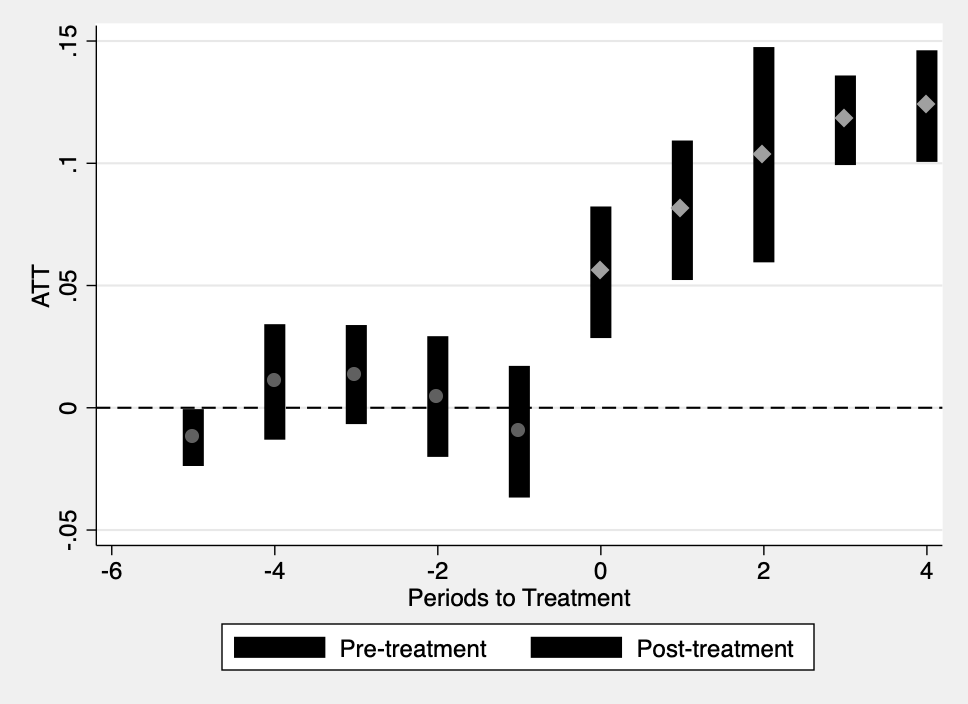 .15
.1
.05
0
-.05
ATT
-6 -4 -2 0 2 4
Periods to Treatment
Pre-treatment Post-treatment